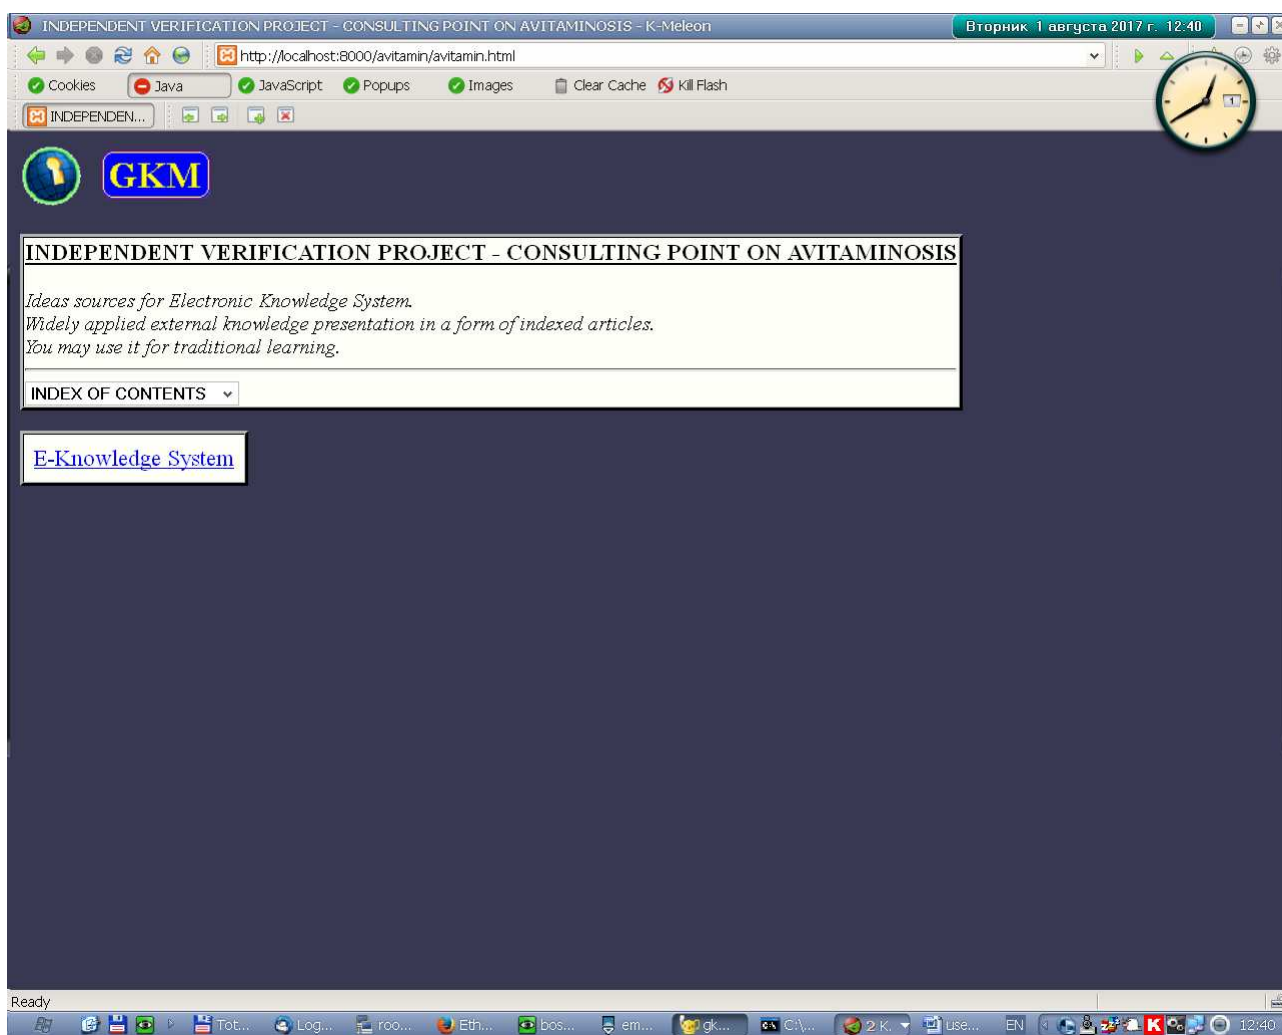 INDEPENDENT VERIFICATION PROJECT - CONSULTING POINT ON AVITAMINOSIS - K-Meleon
Вторник 1 августа 2017 г. 12:40
http://localhost:8000/avitamin/avitamin.html
Cookies Java JavaScript Popups Images Clear Cache Kill Flash
INDEPENDEN...
1
GKM
INDEPENDENT VERIFICATION PROJECT - CONSULTING POINT ON AVITAMINOSIS
Ideas sources for Electronic Knowledge System.
Widely applied external knowledge presentation in a form of indexed articles.
You may use it for traditional learning.
INDEX OF CONTENTS
E-Knowledge System
Ready
Tot... Log... roo... Eth... bos... em... gk... C:\... 2 K. use... EN K 12:40